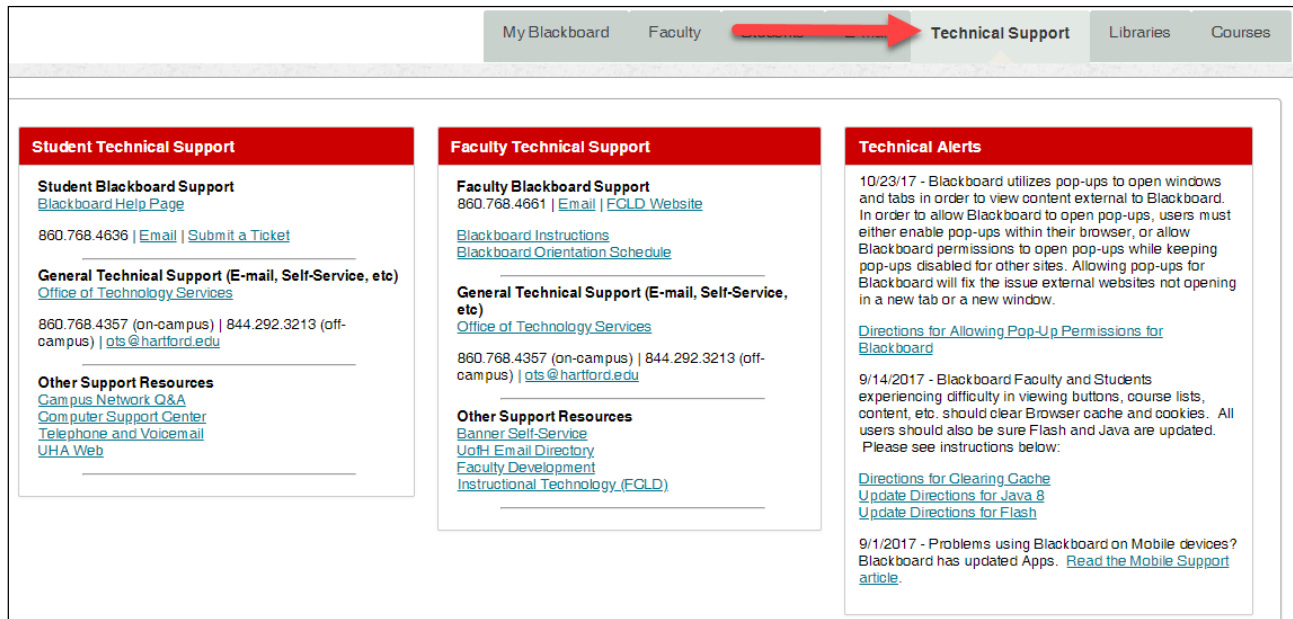 My Blackboard Faculty Technical Support Libraries Courses
Student Technical Support
Student Blackboard Support
Blackboard Help Page
860.768.4636 | Email | Submit a Ticket
General Technical Support (E-mail, Self-Service, etc)
Office of Technology Services
860.768.4357 (on-campus) | 844.292.3213 (off-
campus) | ots@hartford.edu
Other Support Resources
Campus Network Q&A
Computer Support Center
Telephone and Voicemail
UHA Web
Faculty Technical Support
Faculty Blackboard Support
860.768.4661 | Email | FCLD Website
Blackboard Instructions
Blackboard Orientation Schedule
General Technical Support (E-mail, Self-Service,
etc)
Office of Technology Services
860.768.4357 (on-campus) | 844.292.3213 (off-
campus) | ots@hartford.edu
Other Support Resources
Banner Self-Service
UofH Email Directory
Faculty Development
Instructional Technology (FCLD)
Technical Alerts
10/23/17 - Blackboard utilizes pop-ups to open windows
and tabs in order to view content external to Blackboard.
In order to allow Blackboard to open pop-ups, users must
either enable pop-ups within their browser, or allow
Blackboard permissions to open pop-ups while keeping
pop-ups disabled for other sites. Allowing pop-ups for
Blackboard will fix the issue external websites not opening
in a new tab or a new window.
Directions for Allowing Pop-Up Permissions for
Blackboard
9/14/2017 - Blackboard Faculty and Students
experiencing difficulty in viewing buttons, course lists,
content, etc. should clear Browser cache and cookies. All
users should also be sure Flash and Java are updated.
Please see instructions below:
Directions for Clearing Cache
Update Directions for Java 8
Update Directions for Flash
9/1/2017 - Problems using Blackboard on Mobile devices?
Blackboard has updated Apps. Read the Mobile Support
article.